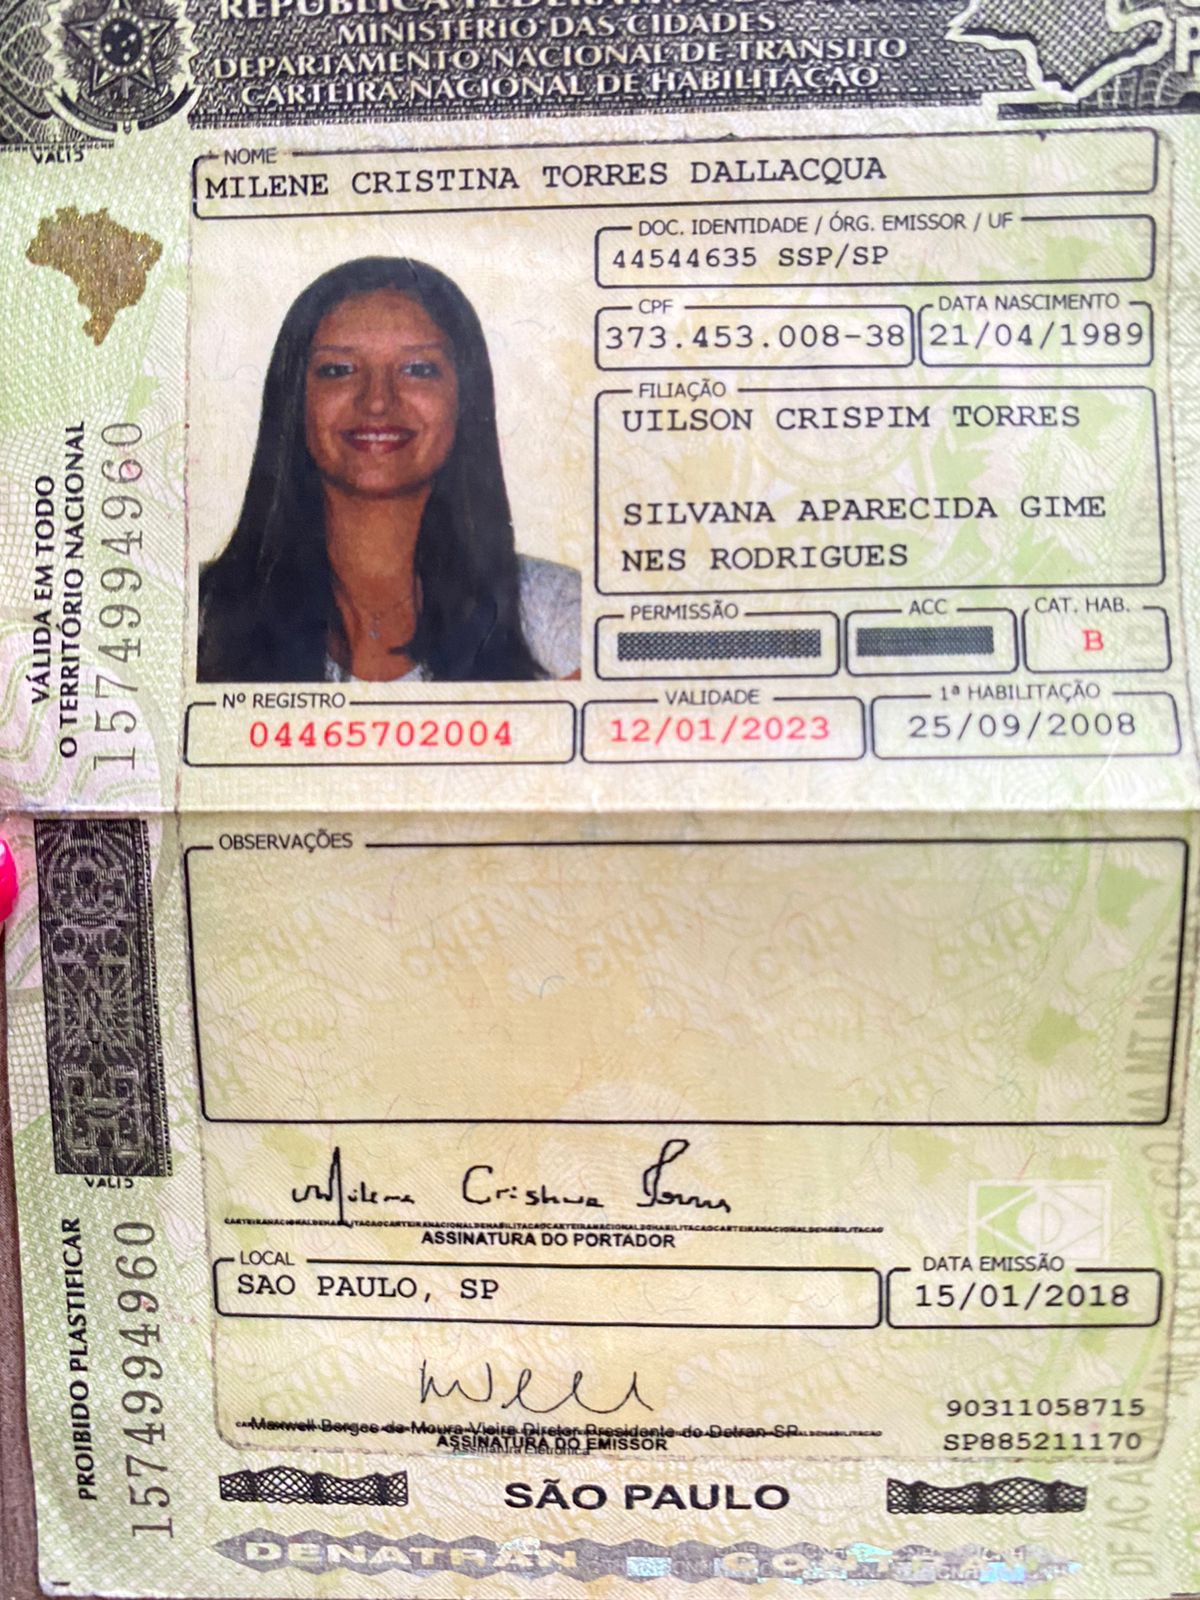 REPÚBLICA FEDERATIVA
MINISTÉRIO DAS CIDADES
DEPARTAMENTO NACIONAL DE TRANSITO
CARTEIRA NACIONAL DE HABILITAÇÃO
NOME
MILENE CRISTINA TORRES DALLACQUA
DOC. IDENTIDADE / ÓRG. EMISSOR / UF
44544635 SSP/SP
CPF
373.453.008-38
DATA NASCIMENTO
21/04/1989
FILIAÇÃO
UILSON CRISPIM TORRES
SILVANA APARECIDA GIME
NES RODRIGUES
PERMISSÃO
ACC
CAT. HAB.
B
Nº REGISTRO
04465702004
VALIDADE
12/01/2023
1ª HABILITAÇÃO
25/09/2008
VÁLIDA EM TODO
O TERRITÓRIO NACIONAL
1574994960
OBSERVAÇÕES
Milene Cristina Torres
ASSINATURA DO PORTADOR
LOCAL
SAO PAULO, SP
DATA EMISSÃO
15/01/2018
Maxwell Borges de Moura Vieira Diretor Presidente do Detran-SP
ASSINATURA DO EMISSOR
Assinatura Eletrônica
90311058715
SP885211170
PROIBIDO PLASTIFICAR
1574994960
SÃO PAULO
DENATRAN CONTRAN